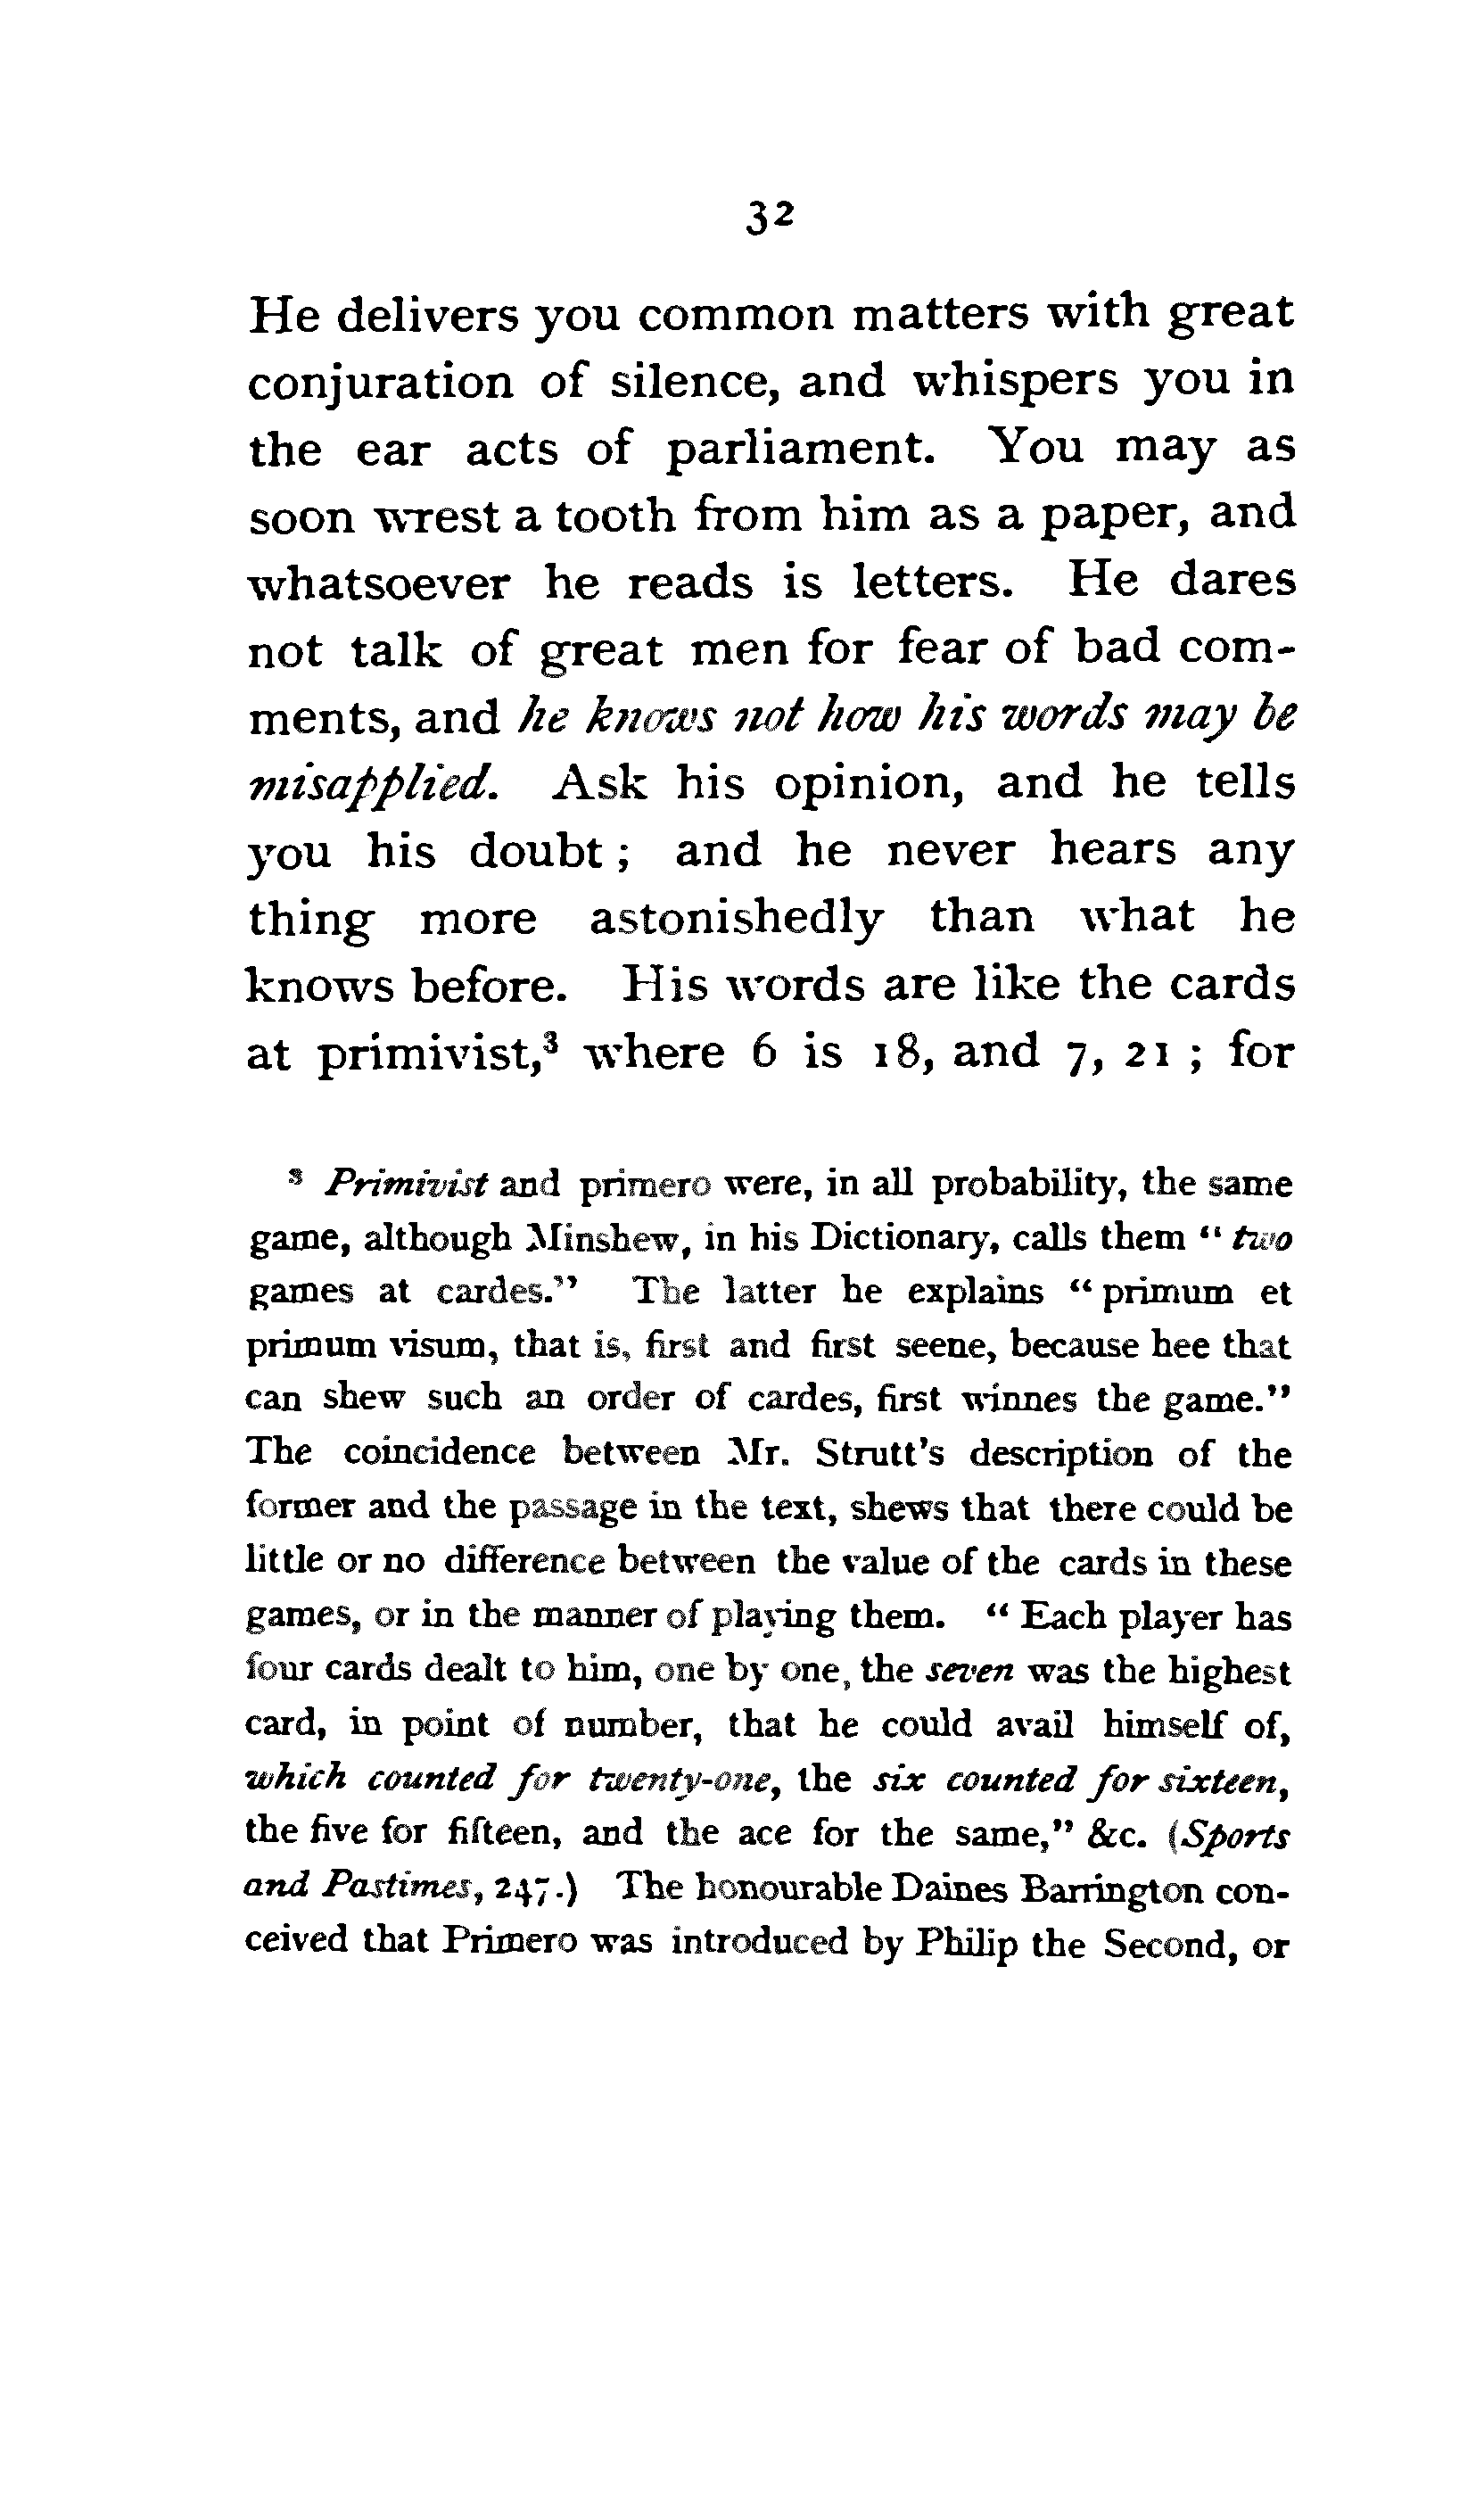 32
He delivers you common matters with great
conjuration of silence, and whispers you in
the ear acts of parliament. You may as
soon wrest a tooth from him as a paper, and
whatsoever he reads is letters. He dares
not talk of great men for fear of bad com-
ments, and he knows not how his words may be
misapplied. Ask his opinion, and he tells
you his doubt ; and he never hears any
thing more astonishedly than what he
knows before. His words are like the cards
at primivist,³ where 6 is 18, and 7, 21 ; for
³ Primivist and primero were, in all probability, the same
game, although Minshew, in his Dictionary, calls them “ two
games at cardes.” The latter he explains “ primum et
primum visum, that is, first and first seene, because hee that
can shew such an order of cardes, first winnes the game.”
The coincidence between Mr. Strutt’s description of the
former and the passage in the text, shews that there could be
little or no difference between the value of the cards in these
games, or in the manner of playing them. “ Each player has
four cards dealt to him, one by one, the seven was the highest
card, in point of number, that he could avail himself of,
which counted for twenty-one, the six counted for sixteen,
the five for fifteen, and the ace for the same,” &c. (Sports
and Pastimes, 247.) The honourable Daines Barrington con-
ceived that Primero was introduced by Philip the Second, or